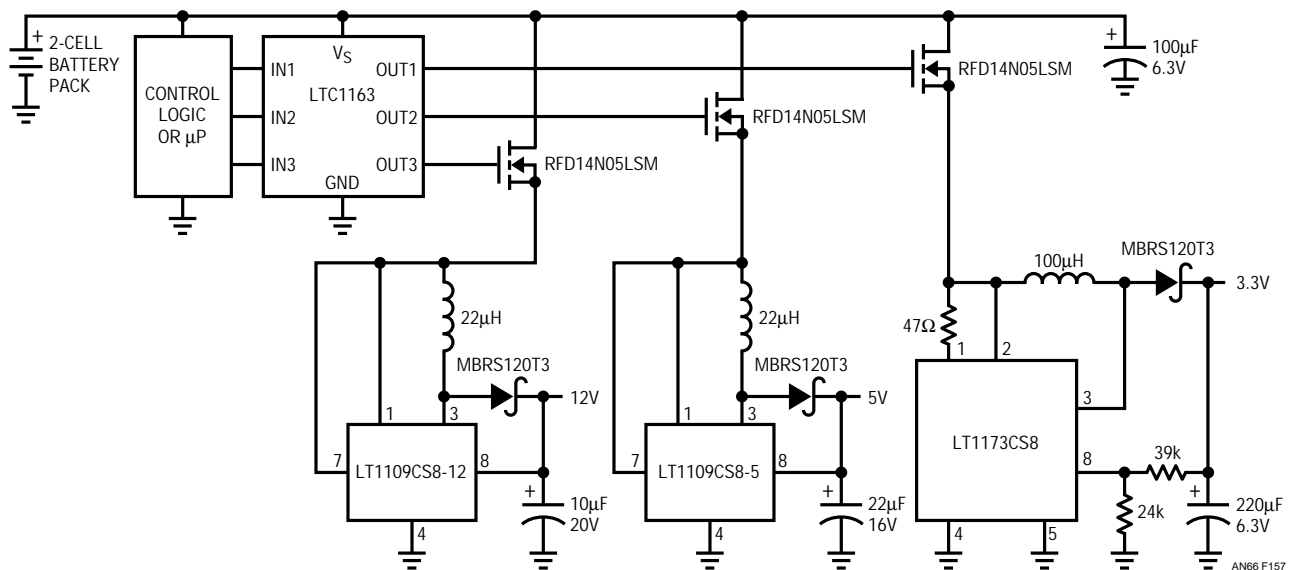 +
2-CELL
BATTERY
PACK
CONTROL
LOGIC
OR µP
VS
IN1
IN2
IN3
LTC1163
OUT1
OUT2
OUT3
GND
RFD14N05LSM
RFD14N05LSM
RFD14N05LSM
+
100µF
6.3V
22µH
MBRS120T3
12V
1
3
7
LT1109CS8-12
8
4
+
10µF
20V
22µH
MBRS120T3
5V
1
3
7
LT1109CS8-5
8
4
+
22µF
16V
100µH
MBRS120T3
3.3V
47Ω
1
2
3
LT1173CS8
8
39k
24k
4
5
+
220µF
6.3V
AN66 F157